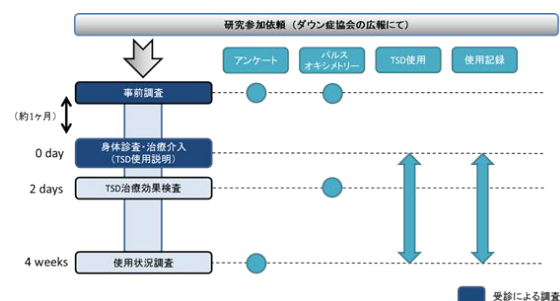 研究参加依頼（ダウン症協会の広報にて）
アンケート
パルス
オキシメトリー
TSD使用
使用記録
事前調査
（約1ヶ月）
0 day
身体診査・治療介入
（TSD使用説明）
2 days
TSD治療効果検査
4 weeks
使用状況調査
受診による調査